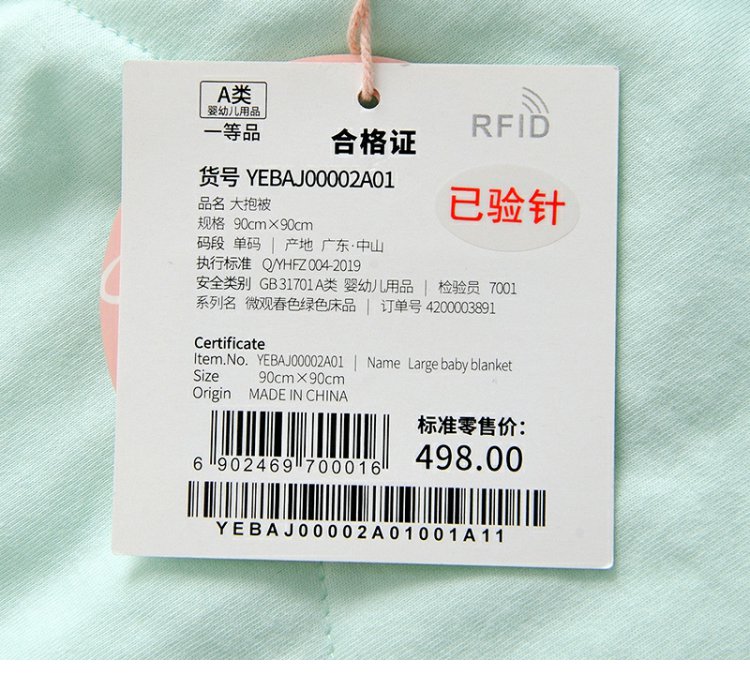 A类
婴幼儿用品
一等品
合格证
RFID
货号 YEBAJ00002A01
已验针
品名 大抱被
规格 90cm×90cm
码段 单码 | 产地 广东·中山
执行标准 Q/YHFZ 004-2019
安全类别 GB 31701 A类 婴幼儿用品 | 检验员 7001
系列名 微观春色绿色床品 | 订单号 4200003891
Certificate
Item.No. YEBAJ00002A01 | Name Large baby blanket
Size 90cm×90cm
Origin MADE IN CHINA
标准零售价:
498.00
6 902469 700016
YEBAJ00002A01001A11